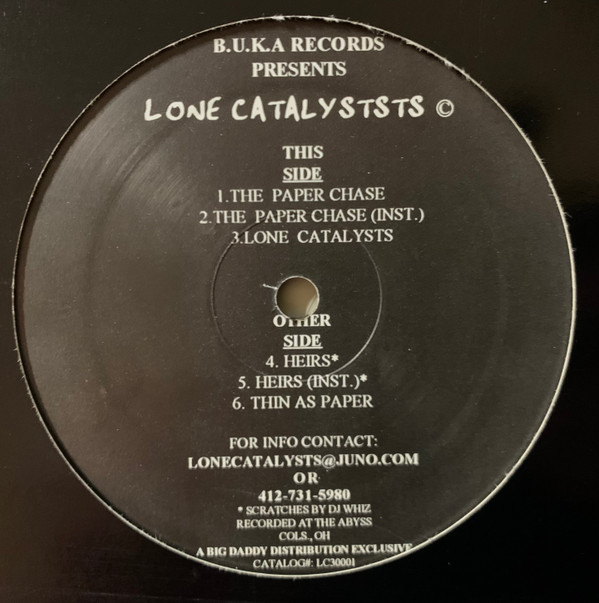 B.U.K.A RECORDS
PRESENTS
LONE CATALYSTSTS ©
THIS
SIDE
1.THE PAPER CHASE
2.THE PAPER CHASE (INST.)
3.LONE CATALYSTS
OTHER
SIDE
4. HEIRS*
5. HEIRS (INST.)*
6. THIN AS PAPER
FOR INFO CONTACT:
LONECATALYSTS@JUNO.COM
OR
412-731-5980
* SCRATCHES BY DJ WHIZ
RECORDED AT THE ABYSS
COLS., OH
A BIG DADDY DISTRIBUTION EXCLUSIVE
CATALOG#: LC30001